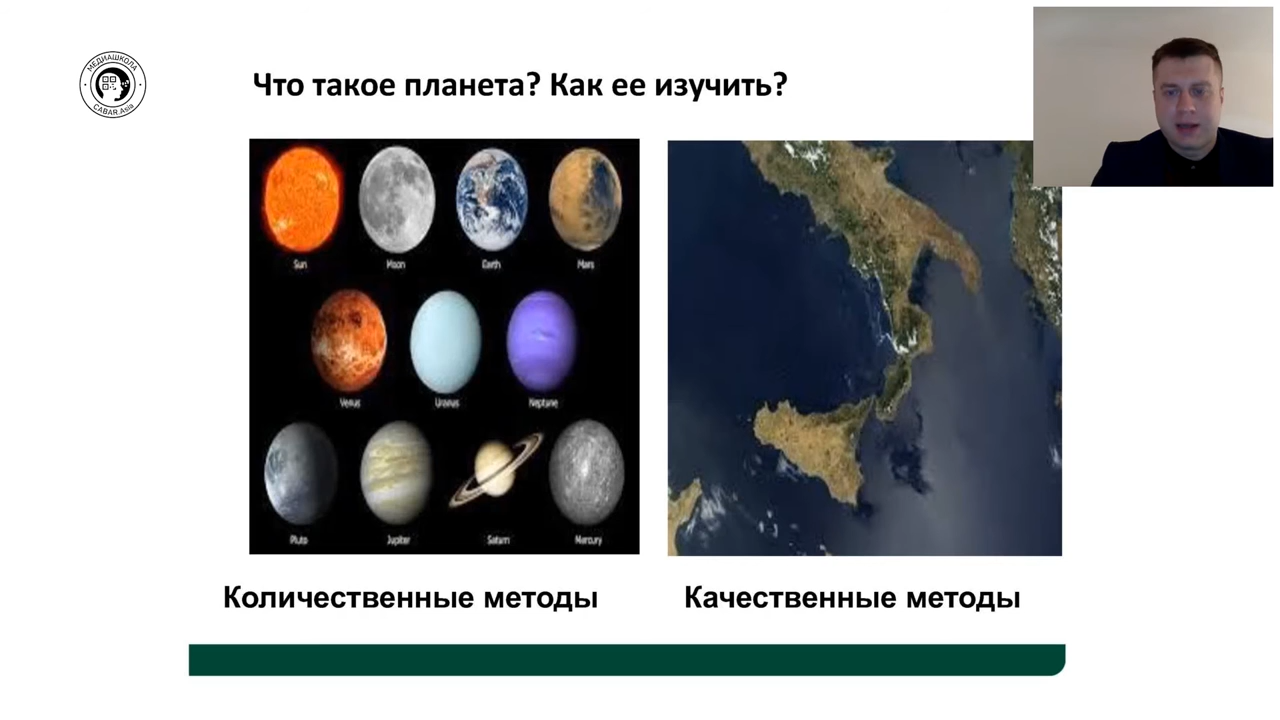 МЕДИАШКОЛА
CABAR.Asia
Что такое планета? Как ее изучить?
Sun Moon Earth Mars
Venus Uranus Neptune
Pluto Jupiter Saturn Mercury
Количественные методы
Качественные методы